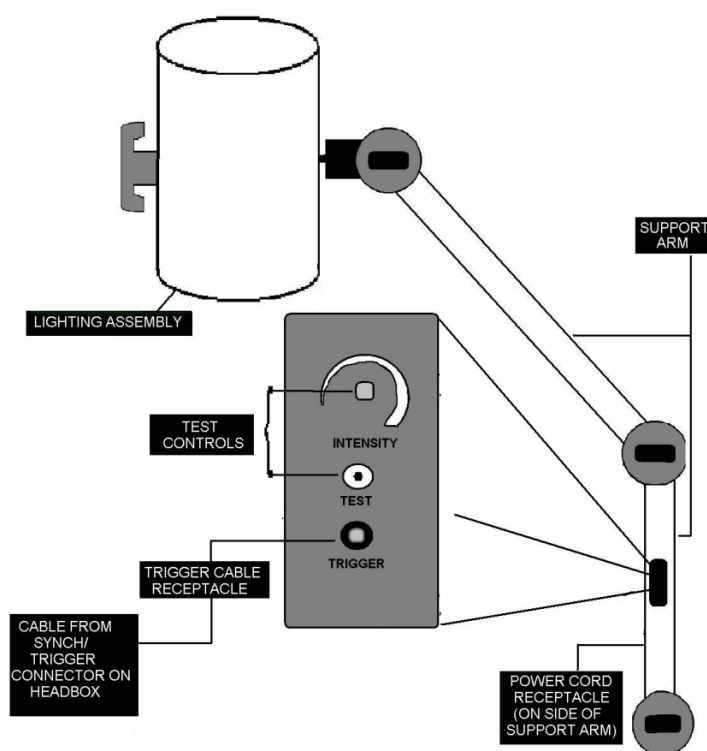 SUPPORT
ARM
LIGHTING ASSEMBLY
INTENSITY
TEST
CONTROLS
TEST
TRIGGER
TRIGGER CABLE
RECEPTACLE
CABLE FROM
SYNCH/
TRIGGER
CONNECTOR ON
HEADBOX
POWER CORD
RECEPTACLE
(ON SIDE OF
SUPPORT ARM)